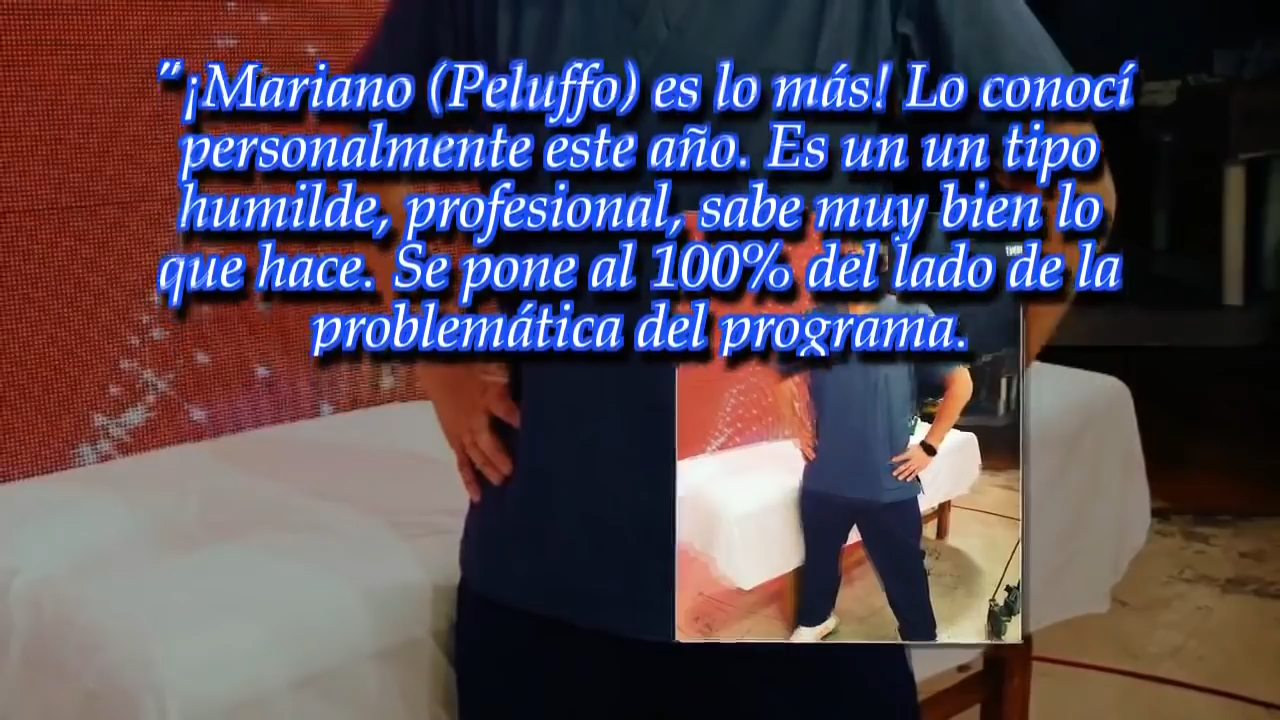 "¡Mariano (Peluffo) es lo más! Lo conocí
personalmente este año. Es un un tipo
humilde, profesional, sabe muy bien lo
que hace. Se pone al 100% del lado de la
problemática del programa.